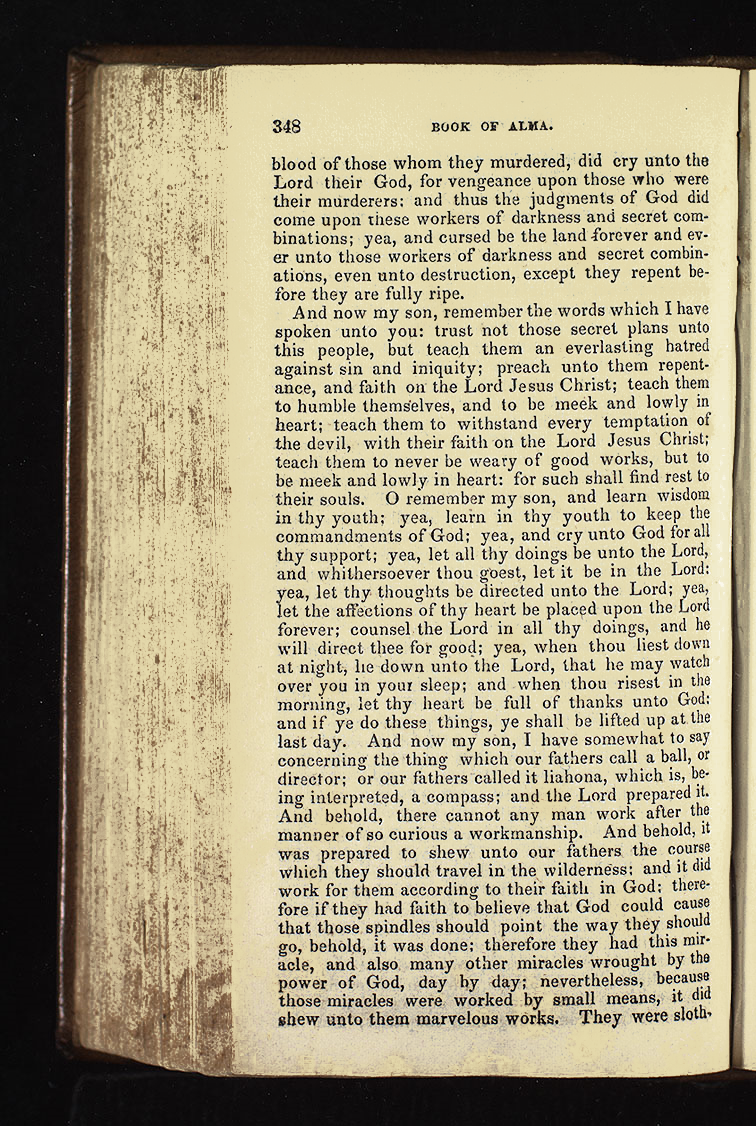 348 BOOK OF ALMA.
blood of those whom they murdered, did cry unto the
Lord their God, for vengeance upon those who were
their murderers: and thus the judgments of God did
come upon these workers of darkness and secret com-
binations; yea, and cursed be the land forever and ev-
er unto those workers of darkness and secret combin-
ations, even unto destruction, except they repent be-
fore they are fully ripe.
And now my son, remember the words which I have
spoken unto you: trust not those secret plans unto
this people, but teach them an everlasting hatred
against sin and iniquity; preach unto them repent-
ance, and faith on the Lord Jesus Christ; teach them
to humble themselves, and to be meek and lowly in
heart; teach them to withstand every temptation of
the devil, with their faith on the Lord Jesus Christ;
teach them to never be weary of good works, but to
be meek and lowly in heart: for such shall find rest to
their souls. O remember my son, and learn wisdom
in thy youth; yea, learn in thy youth to keep the
commandments of God; yea, and cry unto God for all
thy support; yea, let all thy doings be unto the Lord,
and whithersoever thou goest, let it be in the Lord:
yea, let thy thoughts be directed unto the Lord; yea,
let the affections of thy heart be placed upon the Lord
forever; counsel the Lord in all thy doings, and he
will direct thee for good; yea, when thou liest down
at night, lie down unto the Lord, that he may watch
over you in your sleep; and when thou risest in the
morning, let thy heart be full of thanks unto God:
and if ye do these things, ye shall be lifted up at the
last day. And now my son, I have somewhat to say
concerning the thing which our fathers call a ball, or
director; or our fathers called it liahona, which is, be-
ing interpreted, a compass; and the Lord prepared it.
And behold, there cannot any man work after the
manner of so curious a workmanship. And behold, it
was prepared to shew unto our fathers the course
which they should travel in the wilderness: and it did
work for them according to their faith in God: there-
fore if they had faith to believe that God could cause
that those spindles should point the way they should
go, behold, it was done: therefore they had this mir-
acle, and also many other miracles wrought by the
power of God, day by day; nevertheless, because
those miracles were worked by small means, it did
shew unto them marvelous works. They were sloth-